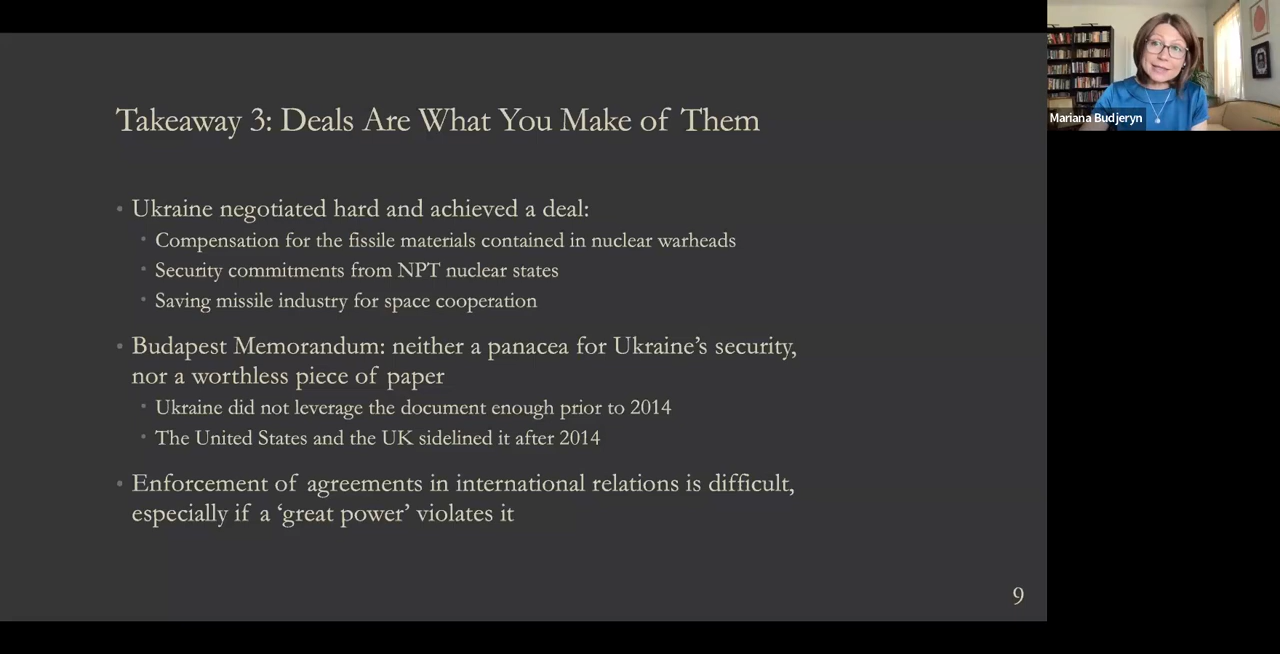 Takeaway 3: Deals Are What You Make of Them
• Ukraine negotiated hard and achieved a deal:
• Compensation for the fissile materials contained in nuclear warheads
• Security commitments from NPT nuclear states
• Saving missile industry for space cooperation
• Budapest Memorandum: neither a panacea for Ukraine’s security,
nor a worthless piece of paper
• Ukraine did not leverage the document enough prior to 2014
• The United States and the UK sidelined it after 2014
• Enforcement of agreements in international relations is difficult,
especially if a ‘great power’ violates it
9
Mariana Budjeryn